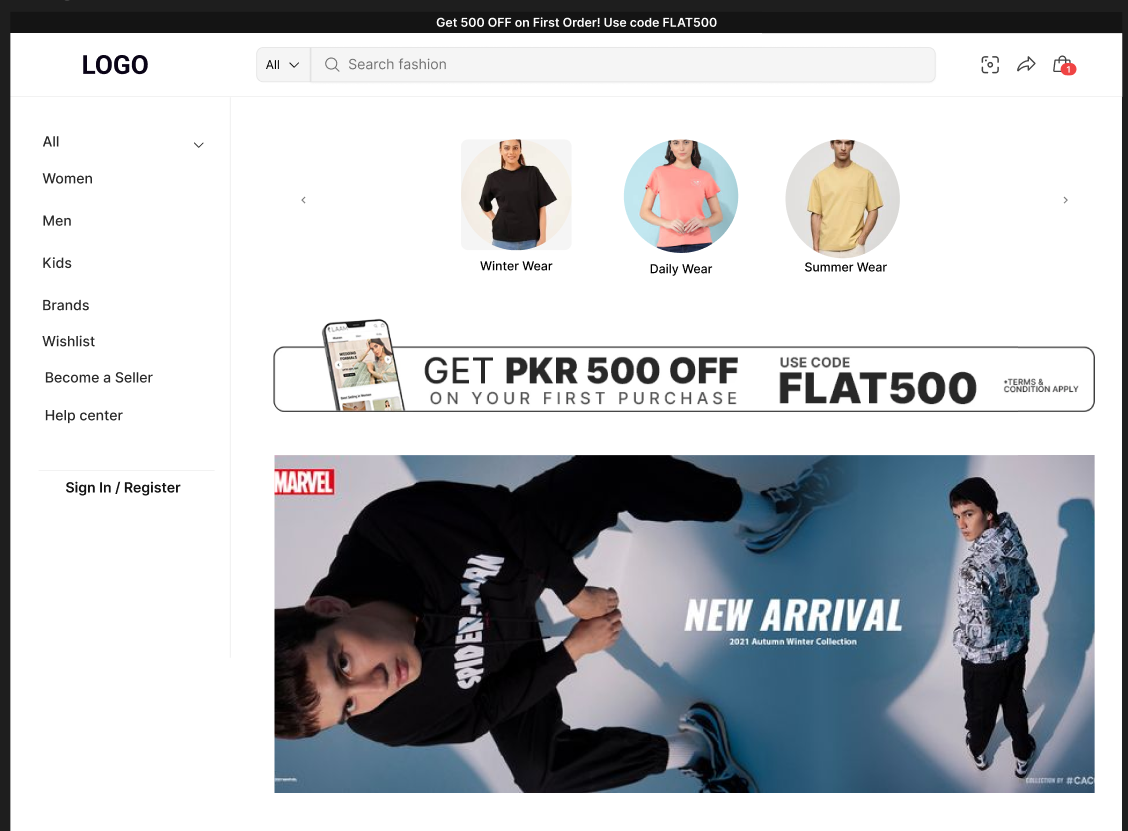 Get 500 OFF on First Order! Use code FLAT500
LOGO
All
Search fashion
1
All
Women
Men
Kids
Brands
Wishlist
Become a Seller
Help center
Sign In / Register
Winter Wear
Daily Wear
Summer Wear
GET PKR 500 OFF
ON YOUR FIRST PURCHASE
USE CODE
FLAT500
*TERMS &
CONDITION APPLY
MARVEL
SPIDER-MAN
NEW ARRIVAL
2021 Autumn Winter Collection
COLLECTION BY #CAC